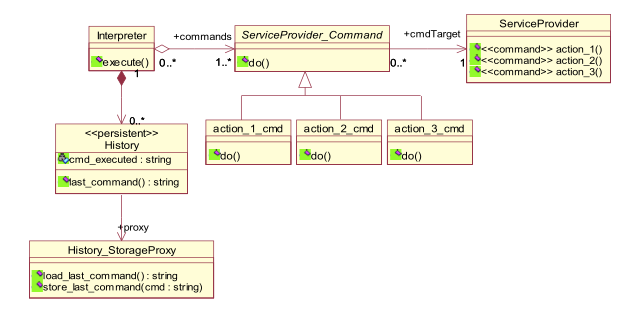 Interpreter
execute()
+commands
0..*
1..*
ServiceProvider_Command
do()
+cmdTarget
0..*
1
ServiceProvider
<<command>> action_1()
<<command>> action_2()
<<command>> action_3()
1
0..*
<<persistent>>
History
cmd_executed : string
last_command() : string
action_1_cmd
do()
action_2_cmd
do()
action_3_cmd
do()
+proxy
History_StorageProxy
load_last_command() : string
store_last_command(cmd : string)